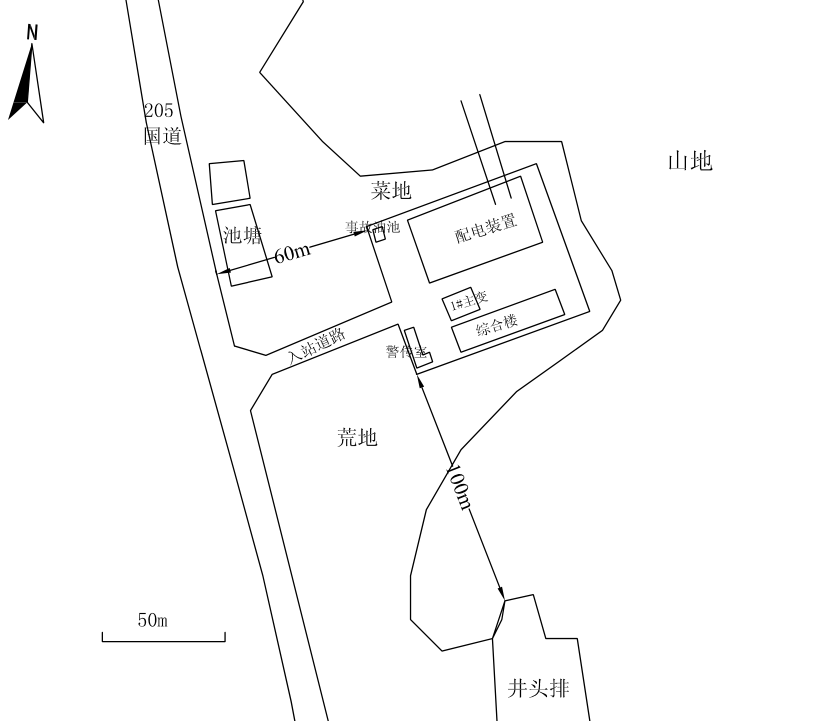 N
205
国道
山地
菜地
事故油池
池塘
60m
配电装置
1#主变
综合楼
入站道路
警传室
荒地
100m
50m
井头排